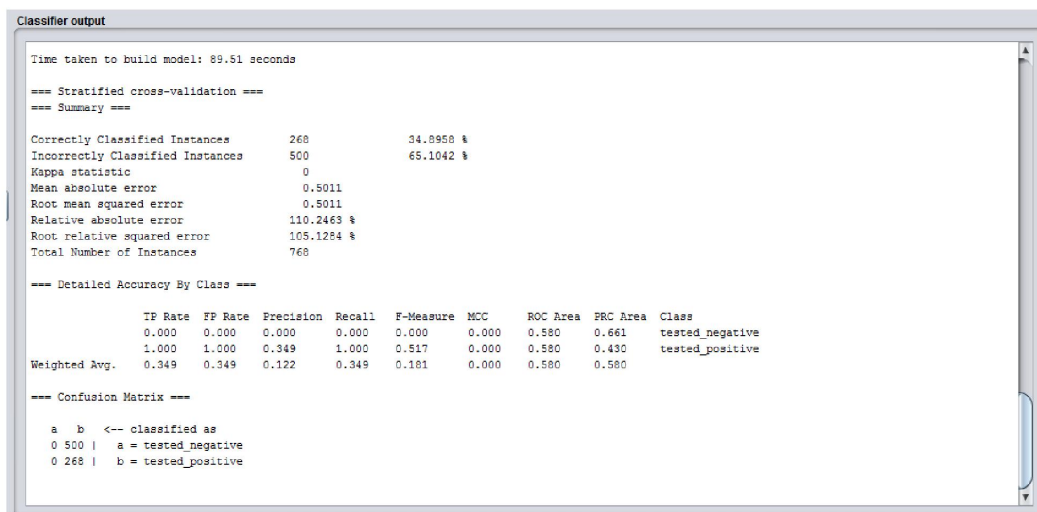 Classifier output
Time taken to build model: 89.51 seconds
=== Stratified cross-validation ===
=== Summary ===
Correctly Classified Instances 268 34.8958 %
Incorrectly Classified Instances 500 65.1042 %
Kappa statistic 0
Mean absolute error 0.5011
Root mean squared error 0.5011
Relative absolute error 110.2463 %
Root relative squared error 105.1284 %
Total Number of Instances 768
=== Detailed Accuracy By Class ===
TP Rate FP Rate Precision Recall F-Measure MCC ROC Area PRC Area Class
0.000 0.000 0.000 0.000 0.000 0.000 0.580 0.661 tested_negative
1.000 1.000 0.349 1.000 0.517 0.000 0.580 0.430 tested_positive
Weighted Avg. 0.349 0.349 0.122 0.349 0.181 0.000 0.580 0.580
=== Confusion Matrix ===
a b <-- classified as
0 500 | a = tested_negative
0 268 | b = tested_positive